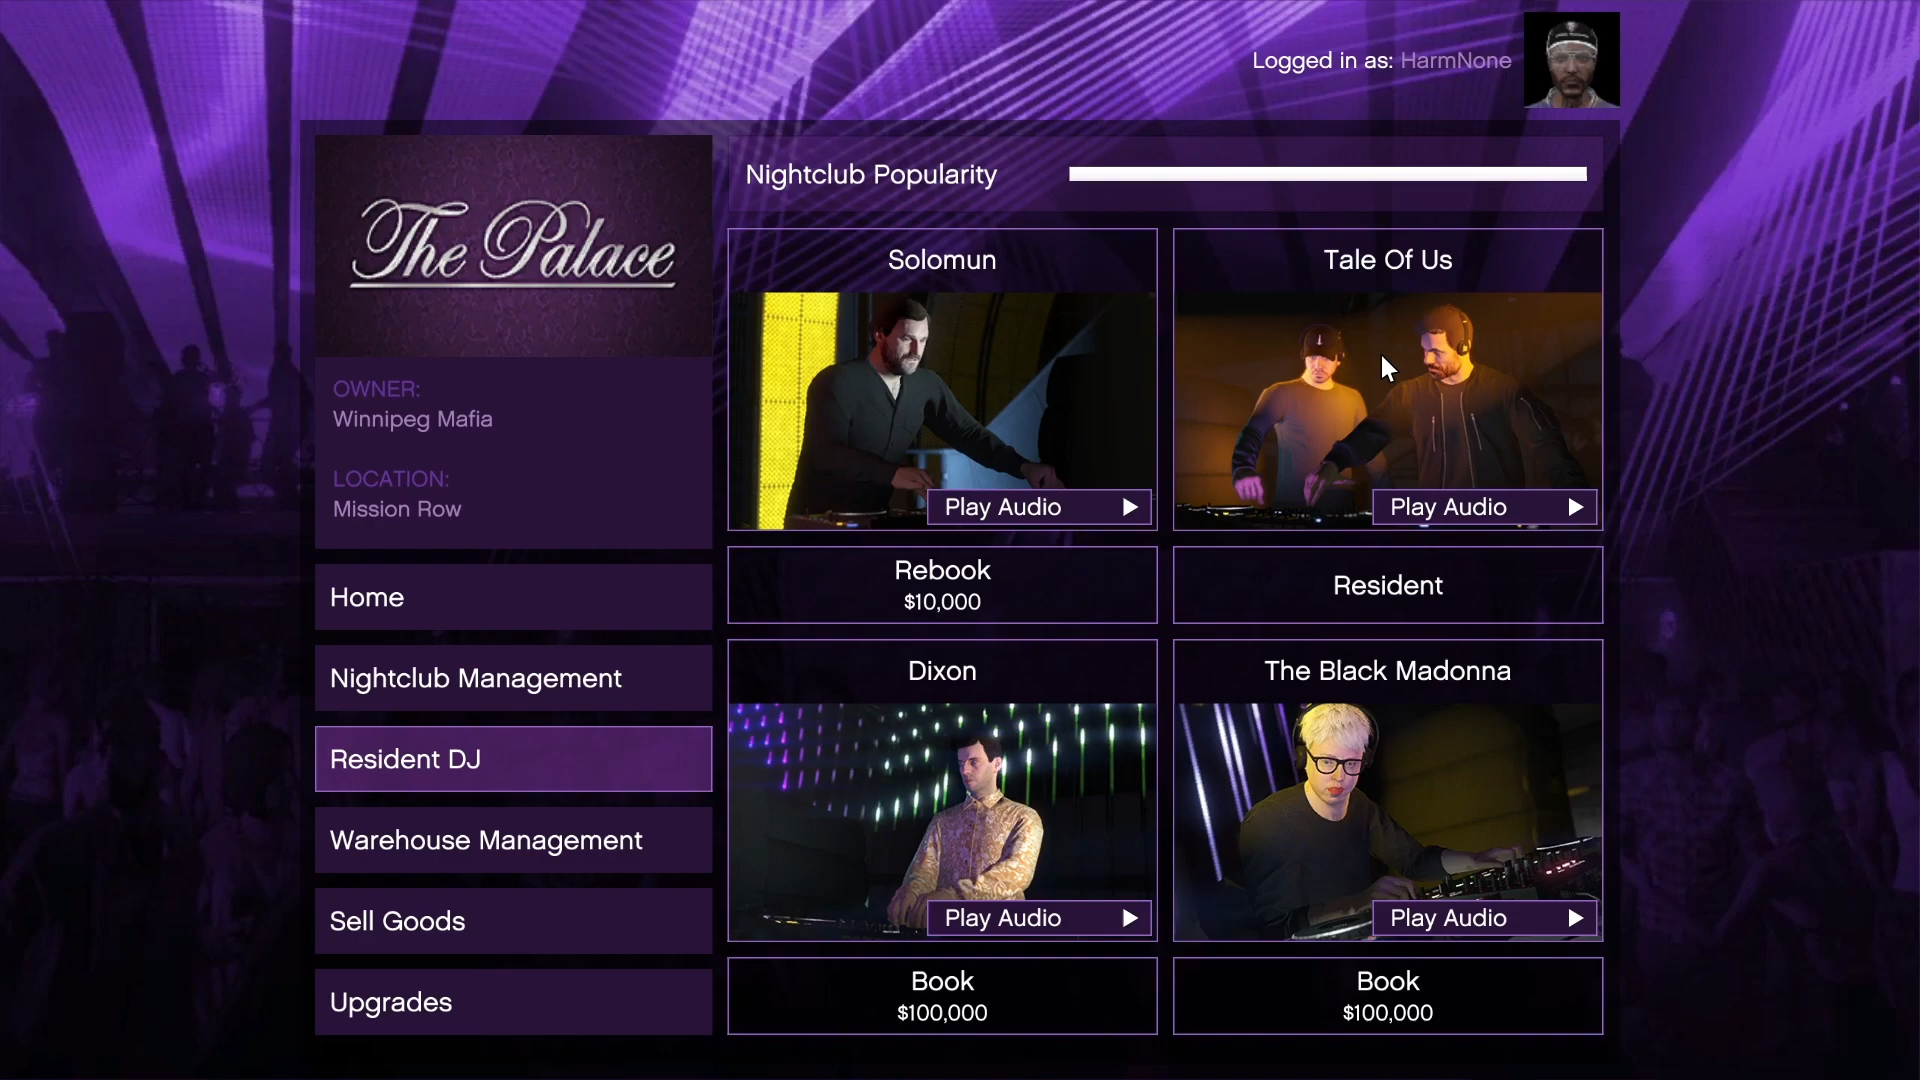 Logged in as: HarmNone
The Palace
OWNER:
Winnipeg Mafia
LOCATION:
Mission Row
Home
Nightclub Management
Resident DJ
Warehouse Management
Sell Goods
Upgrades
Nightclub Popularity
Solomun
Play Audio
Rebook
$10,000
Tale Of Us
Play Audio
Resident
Dixon
Play Audio
Book
$100,000
The Black Madonna
Play Audio
Book
$100,000